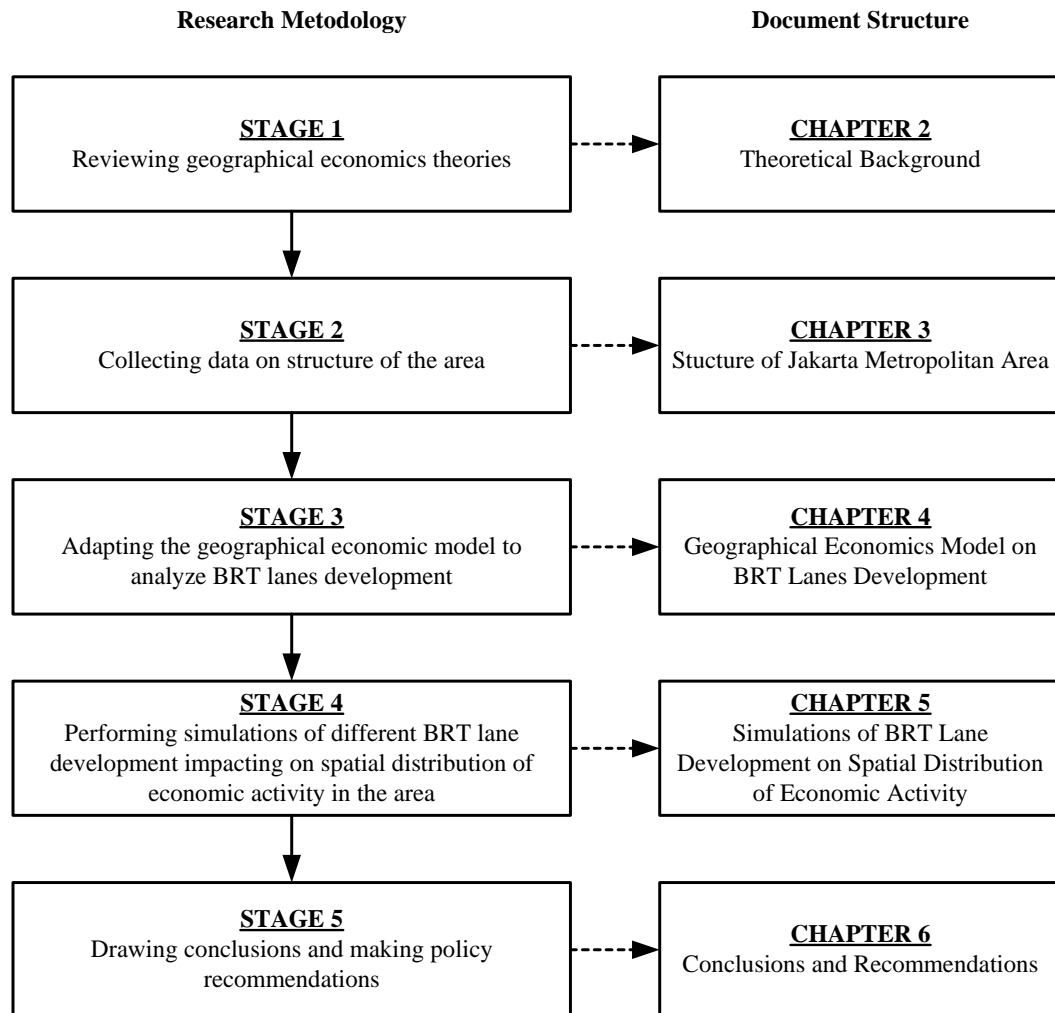 Research Metodology
Document Structure
STAGE 1
Reviewing geographical economics theories
CHAPTER 2
Theoretical Background
STAGE 2
Collecting data on structure of the area
CHAPTER 3
Stucture of Jakarta Metropolitan Area
STAGE 3
Adapting the geographical economic model to
analyze BRT lanes development
CHAPTER 4
Geographical Economics Model on
BRT Lanes Development
STAGE 4
Performing simulations of different BRT lane
development impacting on spatial distribution of
economic activity in the area
CHAPTER 5
Simulations of BRT Lane
Development on Spatial Distribution
of Economic Activity
STAGE 5
Drawing conclusions and making policy
recommendations
CHAPTER 6
Conclusions and Recommendations